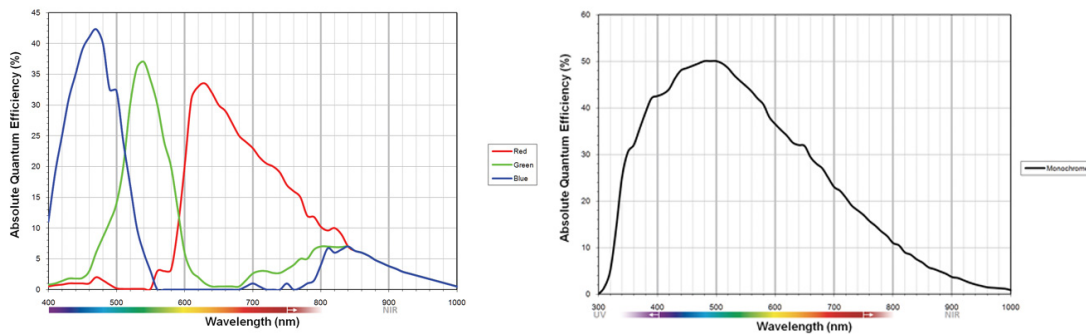 Absolute Quantum Efficiency (%)
45
40
35
30
25
20
15
10
5
0
400 500 600 700 800 900 1000
NIR
Wavelength (nm)
Red
Green
Blue
Absolute Quantum Efficiency (%)
60
50
40
30
20
10
0
300 400 500 600 700 800 900 1000
UV NIR
Wavelength (nm)
Monochrome